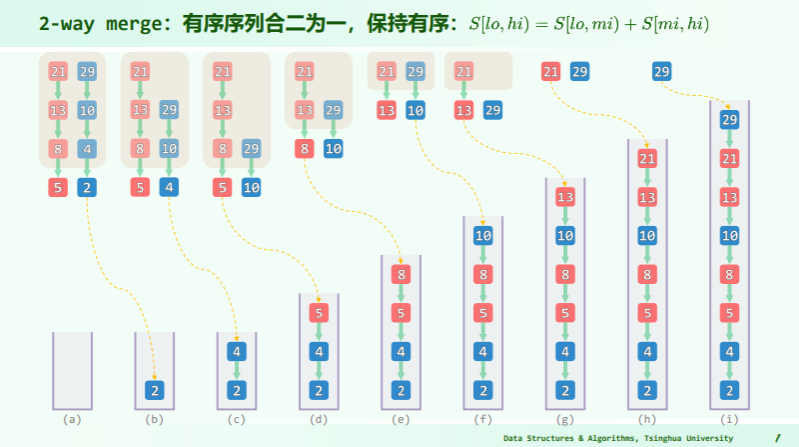 2-way merge：有序序列合二为一，保持有序：S[lo, hi) = S[lo, mi) + S[mi, hi)
21 29 21 21 21 21 29 21 21 29 29
13 10 13 29 13 13 29 13 10 13 29 29
8 4 8 10 8 29 8 10 21 21
5 2 5 4 5 10 13 13 13
10 10 10 10
8 8 8 8 8
5 5 5 5 5 5
4 4 4 4 4 4 4
2 2 2 2 2 2 2 2
(a) (b) (c) (d) (e) (f) (g) (h) (i)
Data Structures & Algorithms, Tsinghua University